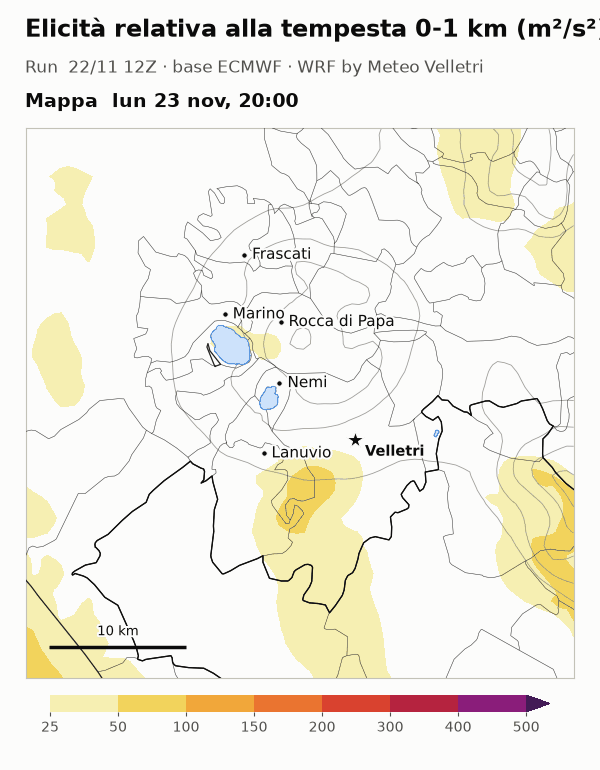 Elicità relativa alla tempesta 0-1 km (m²/s²)
Run  22/11 12Z · base ECMWF · WRF by Meteo Velletri
Mappa  lun 23 nov, 20:00
Frascati
Marino
Rocca di Papa
Nemi
Velletri
Lanuvio
10 km
25 50 100 150 200 300 400 500